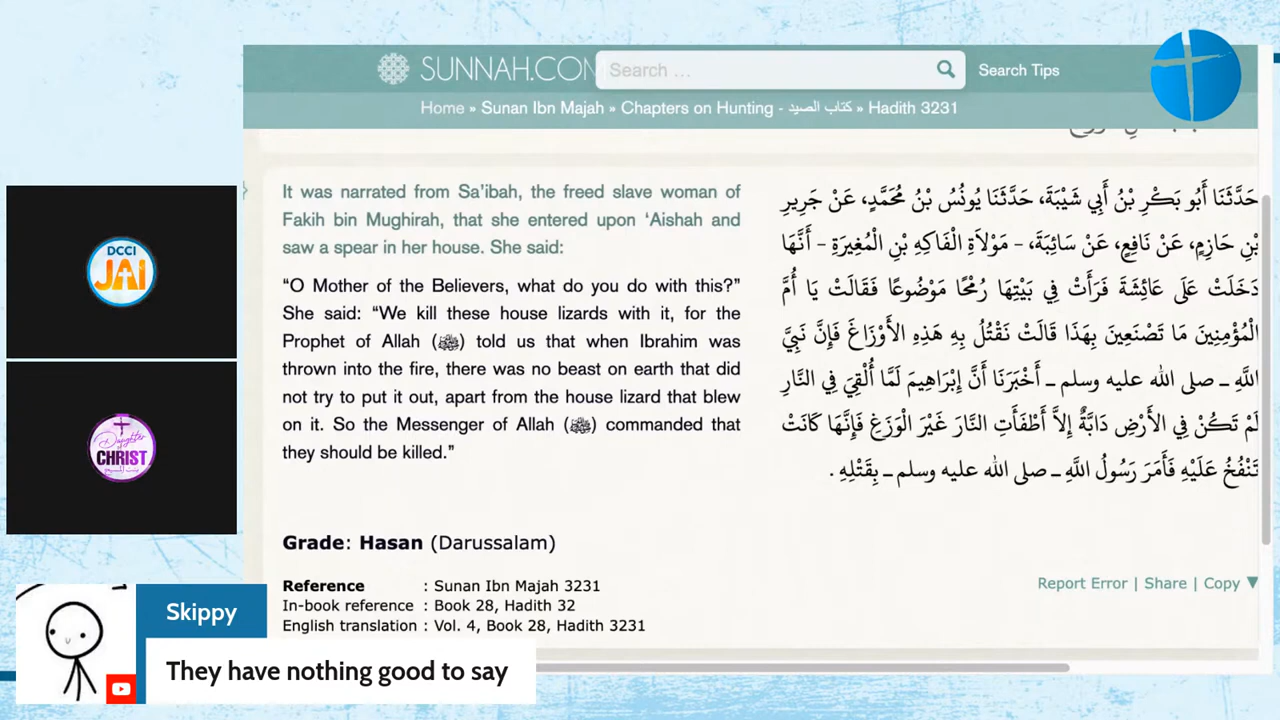 SUNNAH.COM
Search ...
Search Tips
Home » Sunan Ibn Majah » Chapters on Hunting - كتاب الصيد » Hadith 3231
It was narrated from Sa’ibah, the freed slave woman of
Fakih bin Mughirah, that she entered upon ‘Aishah and
saw a spear in her house. She said:
“O Mother of the Believers, what do you do with this?”
She said: “We kill these house lizards with it, for the
Prophet of Allah (ﷺ) told us that when Ibrahim was
thrown into the fire, there was no beast on earth that did
not try to put it out, apart from the house lizard that blew
on it. So the Messenger of Allah (ﷺ) commanded that
they should be killed.”
حَدَّثَنَا أَبُو بَكْرِ بْنُ أَبِي شَيْبَةَ، حَدَّثَنَا يُونُسُ بْنُ مُحَمَّدٍ، عَنْ جَرِيرِ
بْنِ حَازِمٍ، عَنْ نَافِعٍ، عَنْ سَائِبَةَ، - مَوْلاَةِ الْفَاكِهِ بْنِ الْمُغِيرَةِ - أَنَّهَا
دَخَلَتْ عَلَى عَائِشَةَ فَرَأَتْ فِي بَيْتِهَا رُمْحًا مَوْضُوعًا فَقَالَتْ يَا أُمَّ
الْمُؤْمِنِينَ مَا تَصْنَعِينَ بِهَذَا قَالَتْ نَقْتُلُ بِهِ هَذِهِ الأَوْزَاغَ فَإِنَّ نَبِيَّ
اللَّهِ ـ صلى الله عليه وسلم ـ أَخْبَرَنَا أَنَّ إِبْرَاهِيمَ لَمَّا أُلْقِيَ فِي النَّارِ
لَمْ تَكُنْ فِي الأَرْضِ دَابَّةٌ إِلاَّ أَطْفَأَتِ النَّارَ غَيْرَ الْوَزَغِ فَإِنَّهَا كَانَتْ
تَنْفُخُ عَلَيْهِ فَأَمَرَ رَسُولُ اللَّهِ ـ صلى الله عليه وسلم ـ بِقَتْلِهِ .
Grade: Hasan (Darussalam)
Reference : Sunan Ibn Majah 3231
In-book reference : Book 28, Hadith 32
English translation : Vol. 4, Book 28, Hadith 3231
Report Error | Share | Copy ▼
DCCI
JAI
Daughter
CHRIST
Skippy
They have nothing good to say